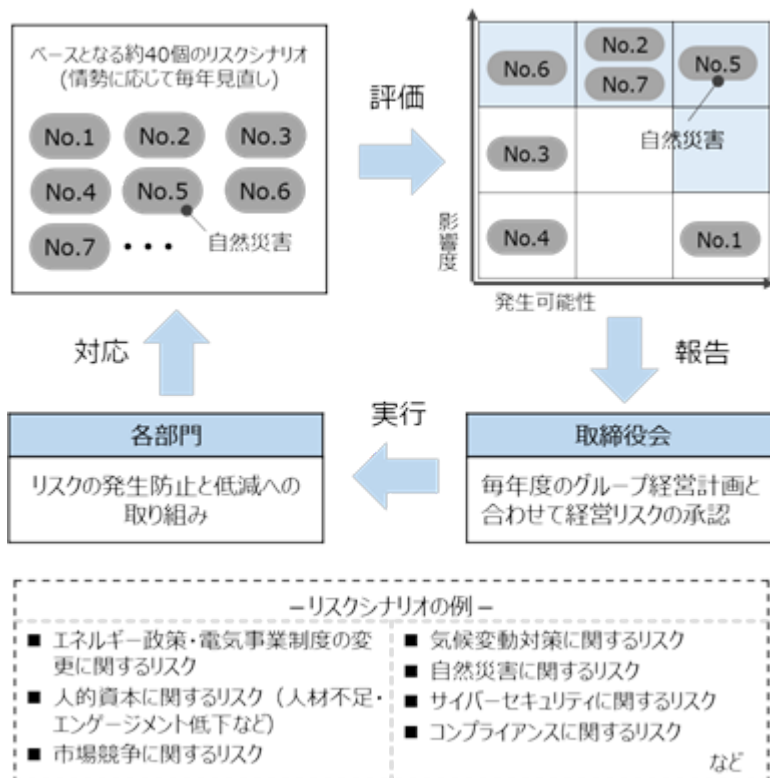 ベースとなる約40個のリスクシナリオ
(情勢に応じて毎年見直し)
No.1 No.2 No.3
No.4 No.5 No.6
No.7 ・・・ 自然災害
評価
No.6 No.2 No.5
No.7
自然災害
No.3
No.4 No.1
影響度
発生可能性
対応
報告
実行
各部門
リスクの発生防止と低減への
取り組み
取締役会
毎年度のグループ経営計画と
合わせて経営リスクの承認
－リスクシナリオの例－
■ エネルギー政策・電気事業制度の変
更に関するリスク
■ 人的資本に関するリスク（人材不足・
エンゲージメント低下など）
■ 市場競争に関するリスク
■ 気候変動対策に関するリスク
■ 自然災害に関するリスク
■ サイバーセキュリティに関するリスク
■ コンプライアンスに関するリスク
など